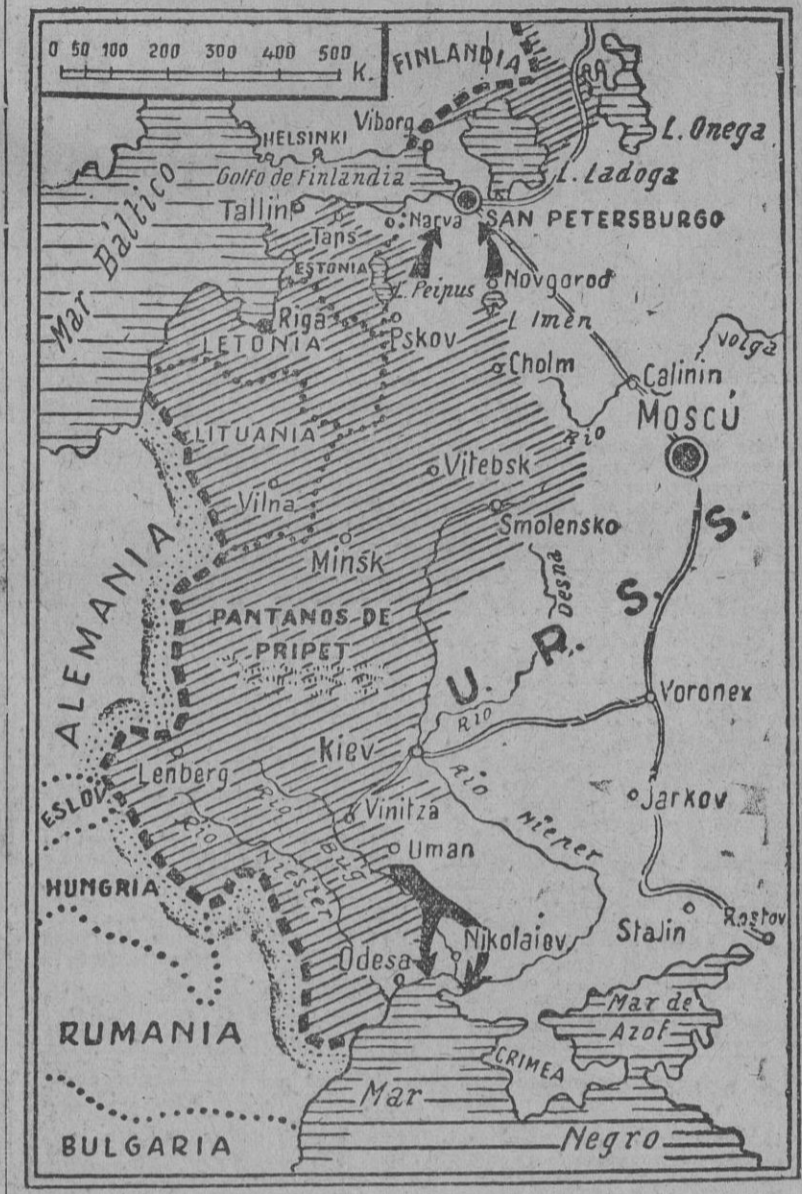 0 50 100 200 300 400 500 K.
FINLANDIA
Viborg
L. Onega
HELSINKI
Golfo de Finlandia
L. Ladoga
Mar Báltico
Tallin
Taps
Narva
SAN PETERSBURGO
ESTONIA
L. Peipus
Novgorod
Riga
Pskov
L Imen
LETONIA
Cholm
Volga
Calinin
Rio
MOSCÚ
LITUANIA
Vitebsk
Vilna
Smolensko
Minsk
Desna
ALEMANIA
PANTANOS DE
PRIPET
U. R. S. S.
Rio
Voronex
Kiev
Lenberg
Rio
ESLOV
Vinitza
Jarkov
Rio Bug
Niener
Rio Niester
Uman
HUNGRIA
Nikolaiev
Stalin
Rostov
Odesa
Mar de
Azof
RUMANIA
CRIMEA
Mar
Negro
BULGARIA